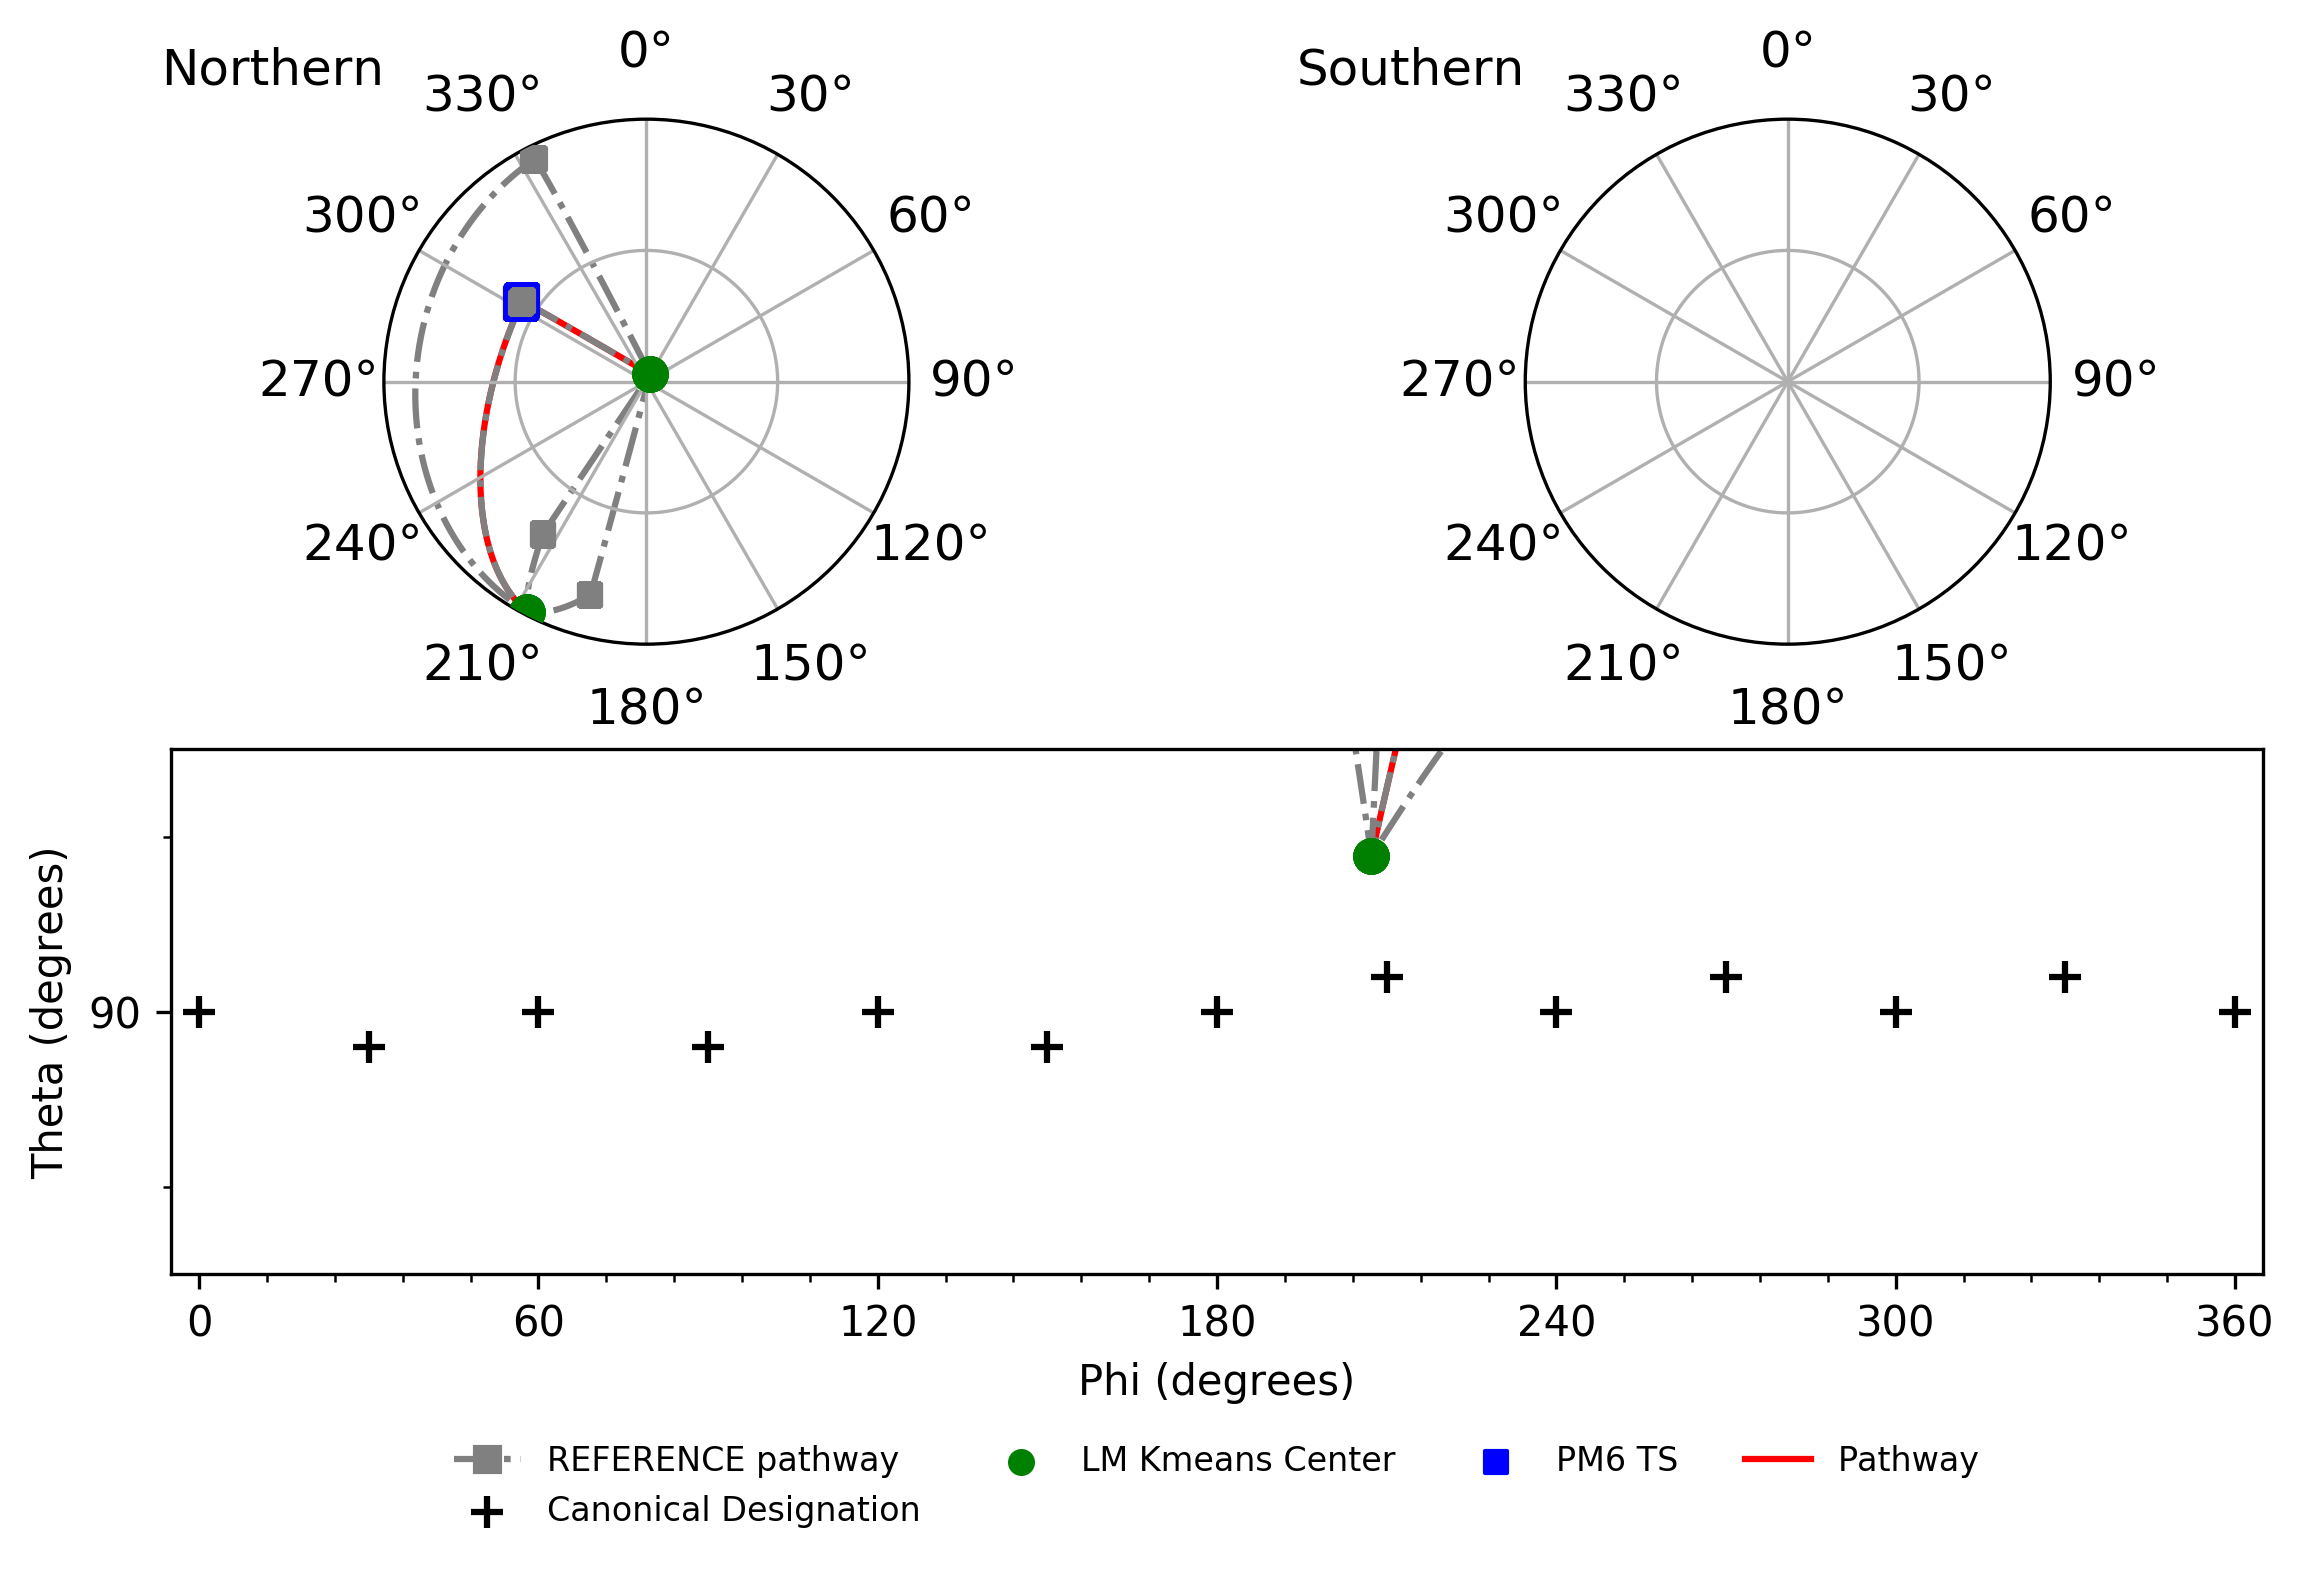 Northern
0°
30°
60°
90°
120°
150°
180°
210°
240°
270°
300°
330°
Southern
0°
30°
60°
90°
120°
150°
180°
210°
240°
270°
300°
330°
Theta (degrees)
90
0 60 120 180 240 300 360
Phi (degrees)
REFERENCE pathway
Canonical Designation
LM Kmeans Center
PM6 TS
Pathway